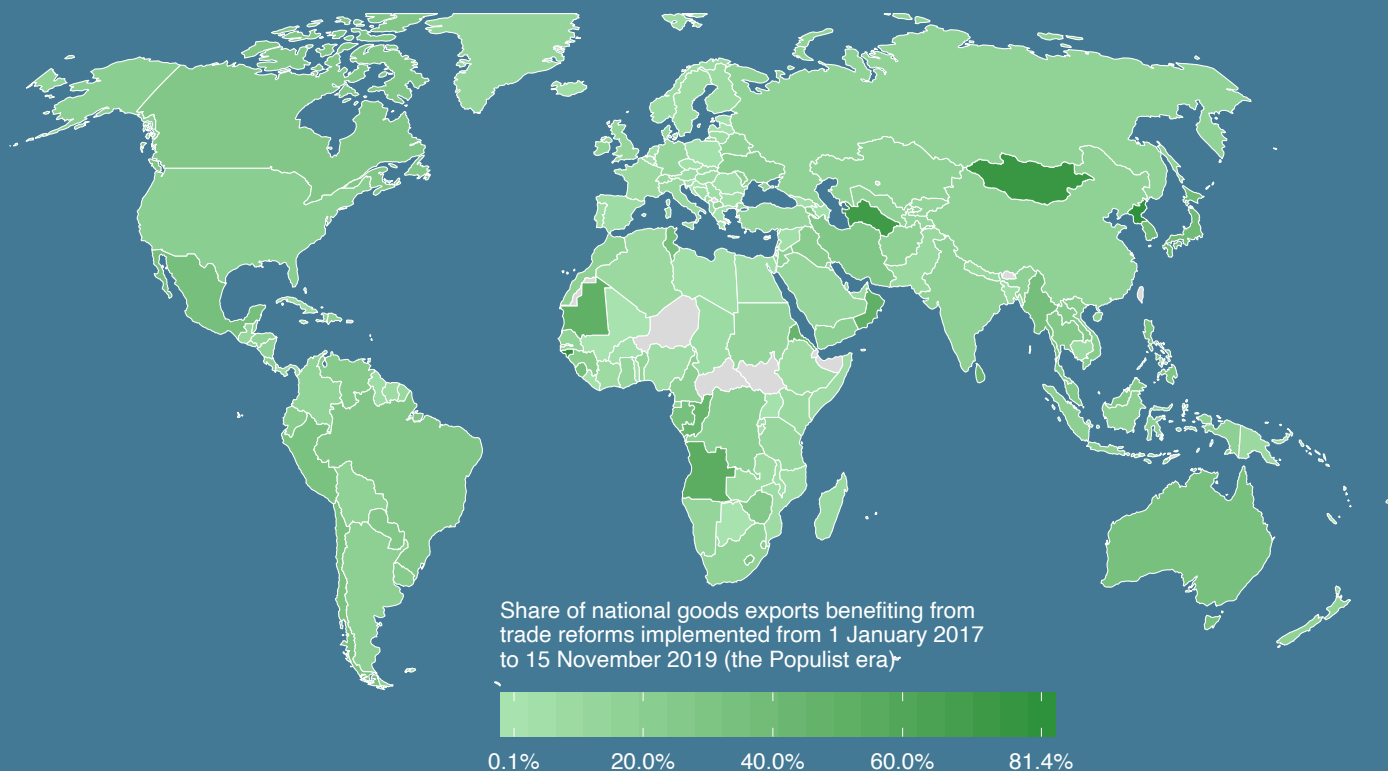 Share of national goods exports benefiting from
trade reforms implemented from 1 January 2017
to 15 November 2019 (the Populist era)
0.1% 20.0% 40.0% 60.0% 81.4%